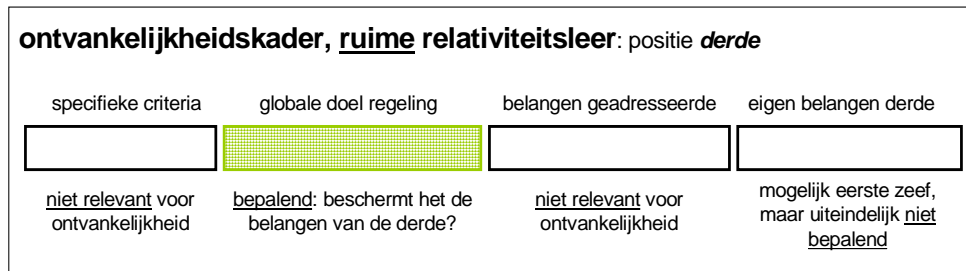 ontvankelijkheidskader, ruime relativiteitsleer: positie derde
specifieke criteria
globale doel regeling
belangen geadresseerde
eigen belangen derde
niet relevant voor
ontvankelijkheid
bepalend: beschermt het de
belangen van de derde?
niet relevant voor
ontvankelijkheid
mogelijk eerste zeef,
maar uiteindelijk niet
bepalend